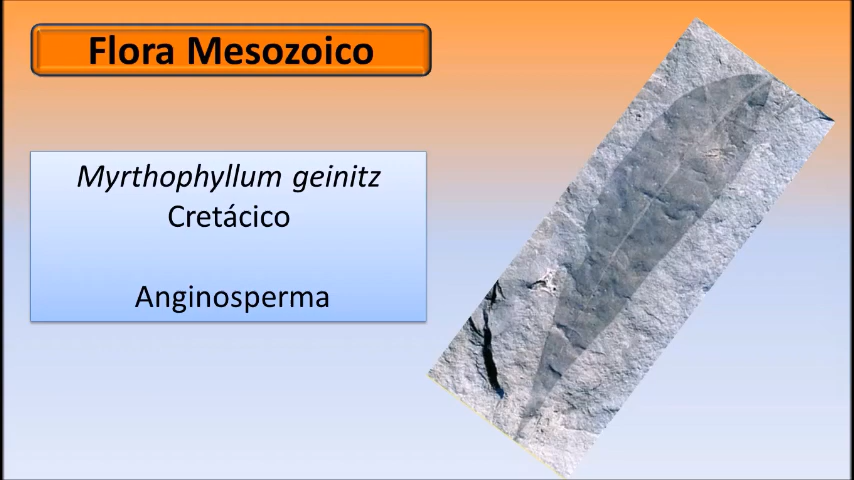 Flora Mesozoico
Myrthophyllum geinitz
Cretácico
Anginosperma